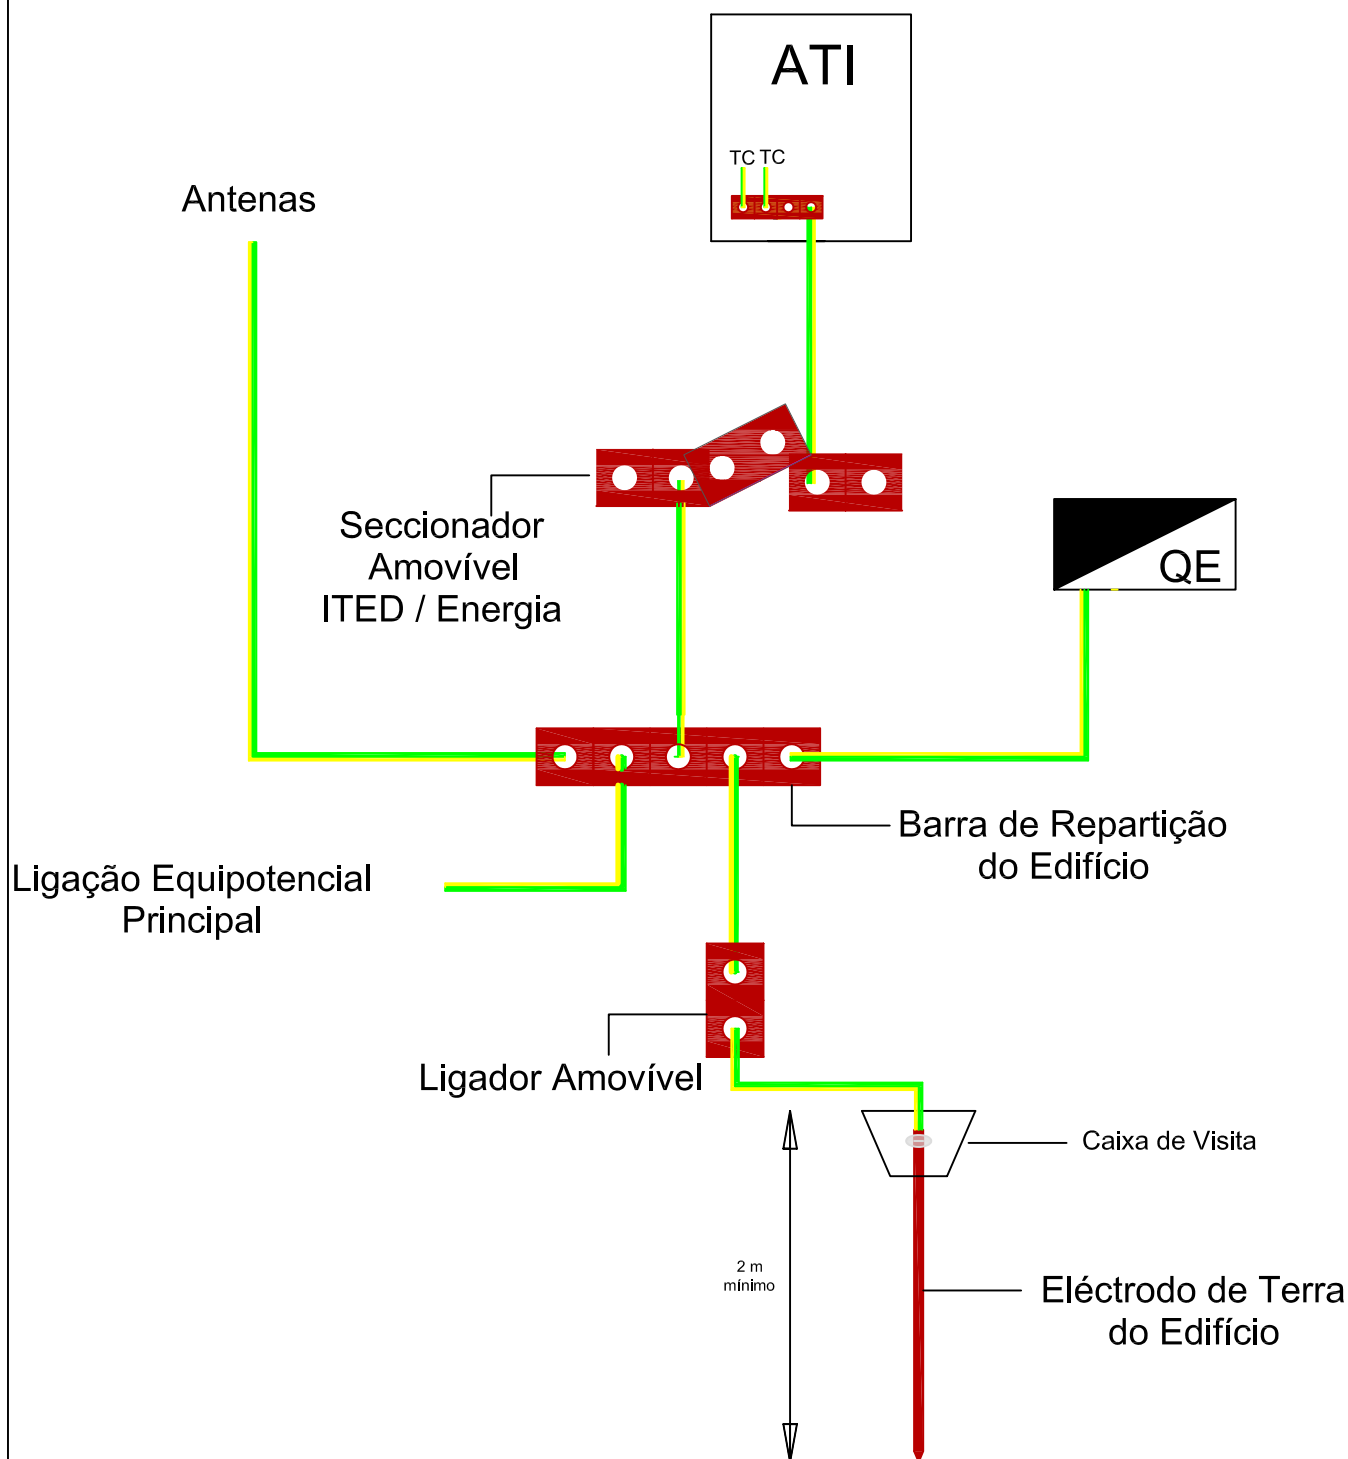 ATI
TC TC
Antenas
Seccionador
Amovível
ITED / Energia
QE
Barra de Repartição
do Edifício
Ligação Equipotencial
Principal
Ligador Amovível
Caixa de Visita
2 m
mínimo
Eléctrodo de Terra
do Edifício